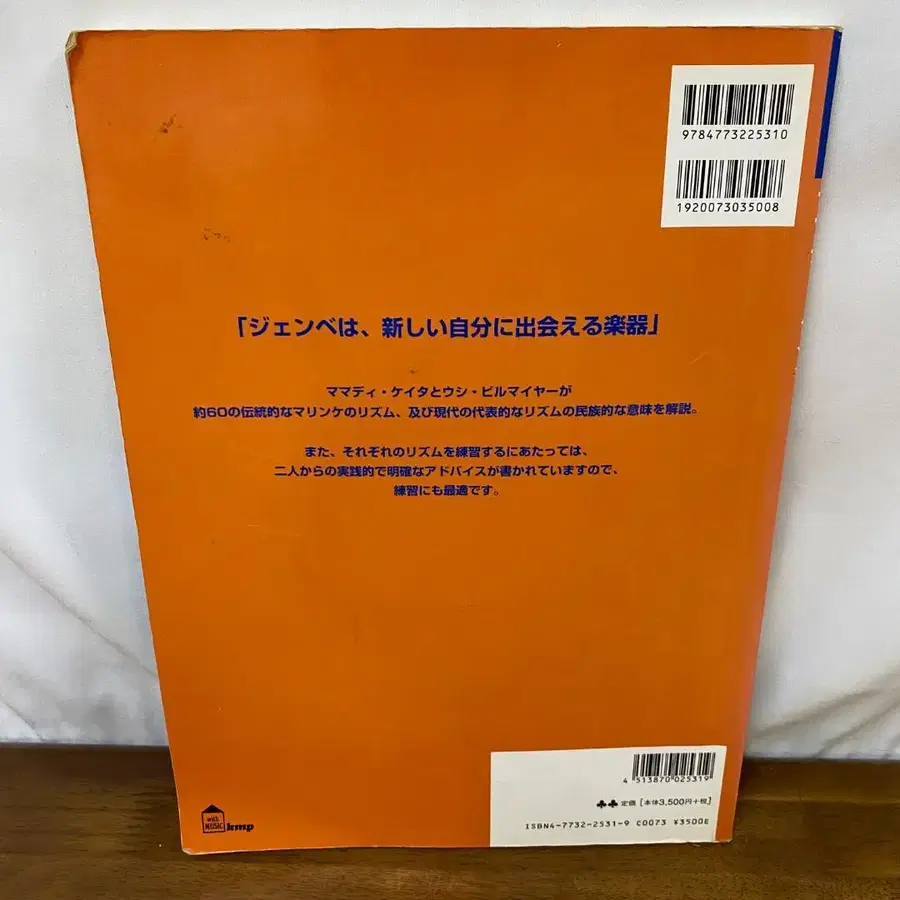 9784773225310
1920073035008
「ジェンベは、新しい自分に出会える楽器」
ママディ・ケイタとウシ・ビルマイヤーが
約60の伝統的なマリンケのリズム、及び現代の代表的なリズムの民族的な意味を解説。
また、それぞれのリズムを練習するにあたっては、
二人からの実践的で明確なアドバイスが書かれていますので、
練習にも最適です。
4 513870 025319
♣♣定価[本体3,500円+税]
ISBN4-7732-2531-9 C0073 ¥3500E
with
MUSIC
kmp